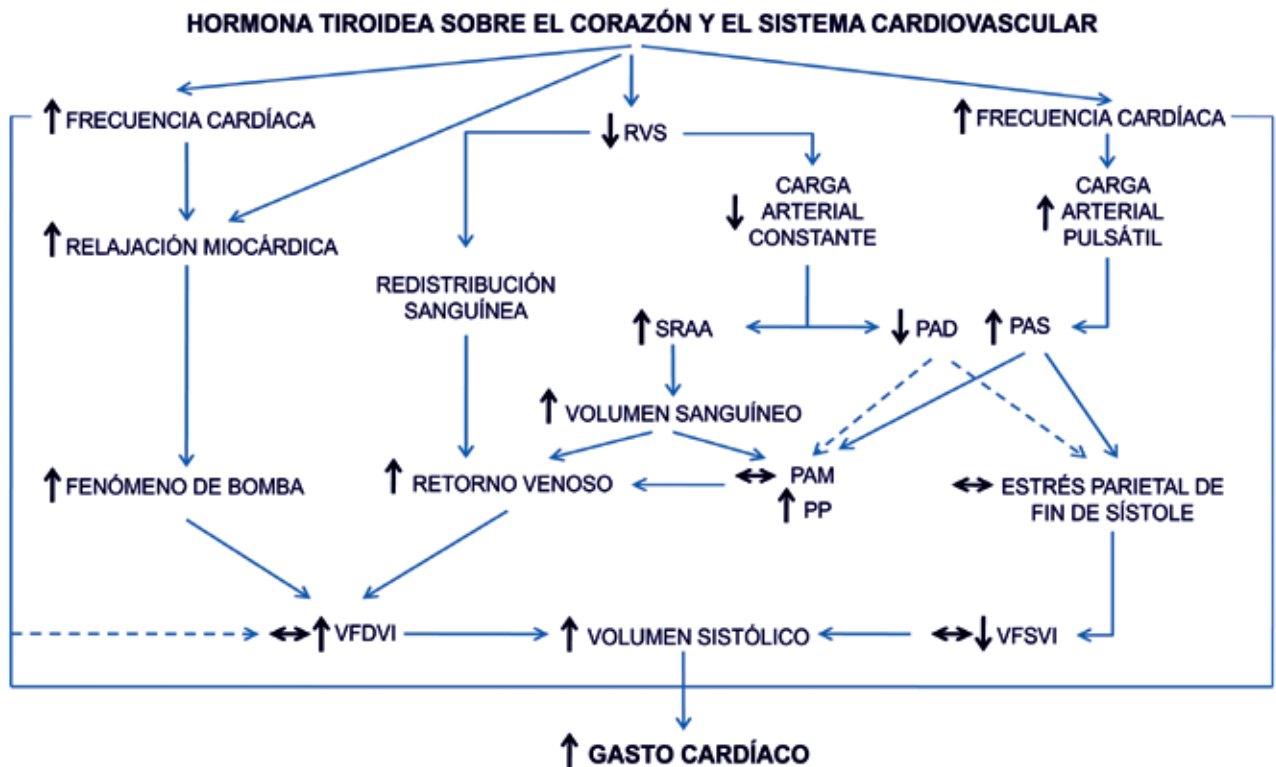 HORMONA TIROIDEA SOBRE EL CORAZÓN Y EL SISTEMA CARDIOVASCULAR
↑ FRECUENCIA CARDÍACA
↓ RVS
↑ FRECUENCIA CARDÍACA
CARGA
↓ ARTERIAL
CONSTANTE
CARGA
↑ ARTERIAL
PULSÁTIL
↑ RELAJACIÓN MIOCÁRDICA
REDISTRIBUCIÓN
SANGUÍNEA
↑ SRAA
↓ PAD
↑ PAS
↑ VOLUMEN SANGUÍNEO
↑ FENÓMENO DE BOMBA
↑ RETORNO VENOSO
↔ PAM
↑ PP
↔ ESTRÉS PARIETAL DE
FIN DE SÍSTOLE
↔↑ VFDVI
↑ VOLUMEN SISTÓLICO
↔↓ VFSVI
↑ GASTO CARDÍACO